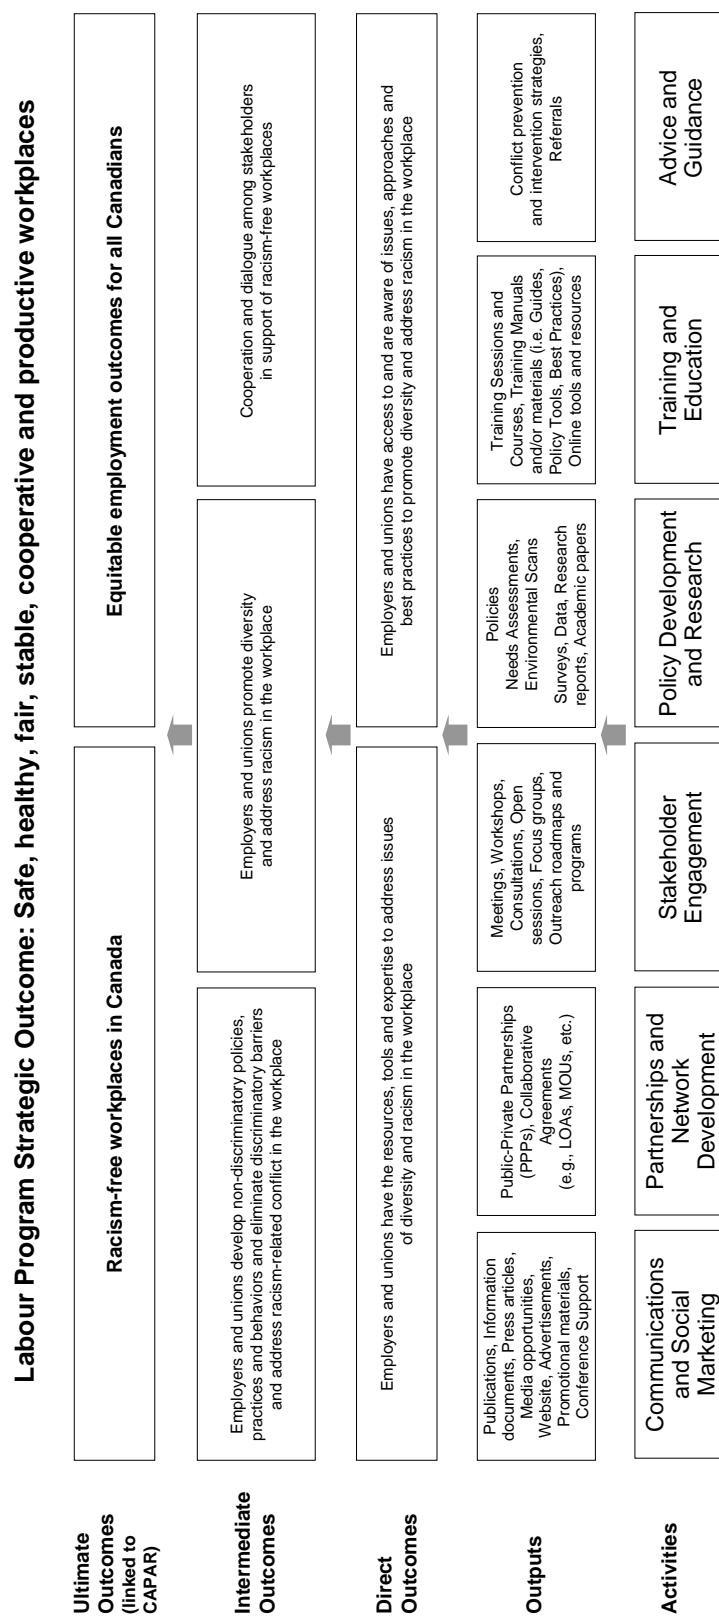 Labour Program Strategic Outcome: Safe, healthy, fair, stable, cooperative and productive workplaces
Ultimate
Outcomes
(linked to
CAPAR)
Racism-free workplaces in Canada
Equitable employment outcomes for all Canadians
Intermediate
Outcomes
Employers and unions develop non-discriminatory policies,
practices and behaviors and eliminate discriminatory barriers
and address racism-related conflict in the workplace
Employers and unions promote diversity
and address racism in the workplace
Cooperation and dialogue among stakeholders
in support of racism-free workplaces
Direct
Outcomes
Employers and unions have the resources, tools and expertise to address issues
of diversity and racism in the workplace
Employers and unions have access to and are aware of issues, approaches and
best practices to promote diversity and address racism in the workplace
Outputs
Publications, Information
documents, Press articles,
Media opportunities,
Website, Advertisements,
Promotional materials,
Conference Support
Public-Private Partnerships
(PPPs), Collaborative
Agreements
(e.g., LOAs, MOUs, etc.)
Meetings, Workshops,
Consultations, Open
sessions, Focus groups,
Outreach roadmaps and
programs
Policies
Needs Assessments,
Environmental Scans
Surveys, Data, Research
reports, Academic papers
Training Sessions and
Courses, Training Manuals
and/or materials (i.e. Guides,
Policy Tools, Best Practices),
Online tools and resources
Conflict prevention
and intervention strategies,
Referrals
Activities
Communications
and Social
Marketing
Partnerships and
Network
Development
Stakeholder
Engagement
Policy Development
and Research
Training and
Education
Advice and
Guidance